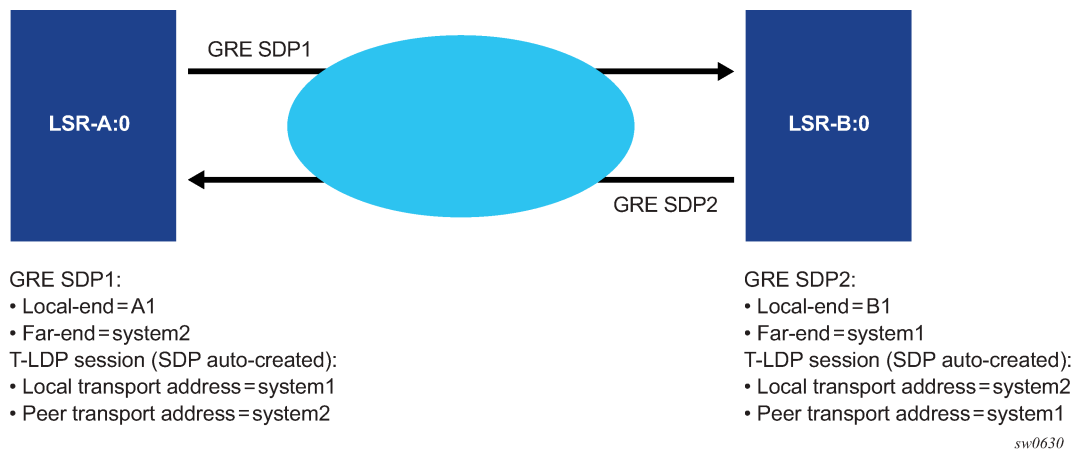 GRE SDP1
LSR-A:0
LSR-B:0
GRE SDP2
GRE SDP1:
• Local-end=A1
• Far-end=system2
T-LDP session (SDP auto-created):
• Local transport address=system1
• Peer transport address=system2
GRE SDP2:
• Local-end=B1
• Far-end=system1
T-LDP session (SDP auto-created):
• Local transport address=system2
• Peer transport address=system1
sw0630